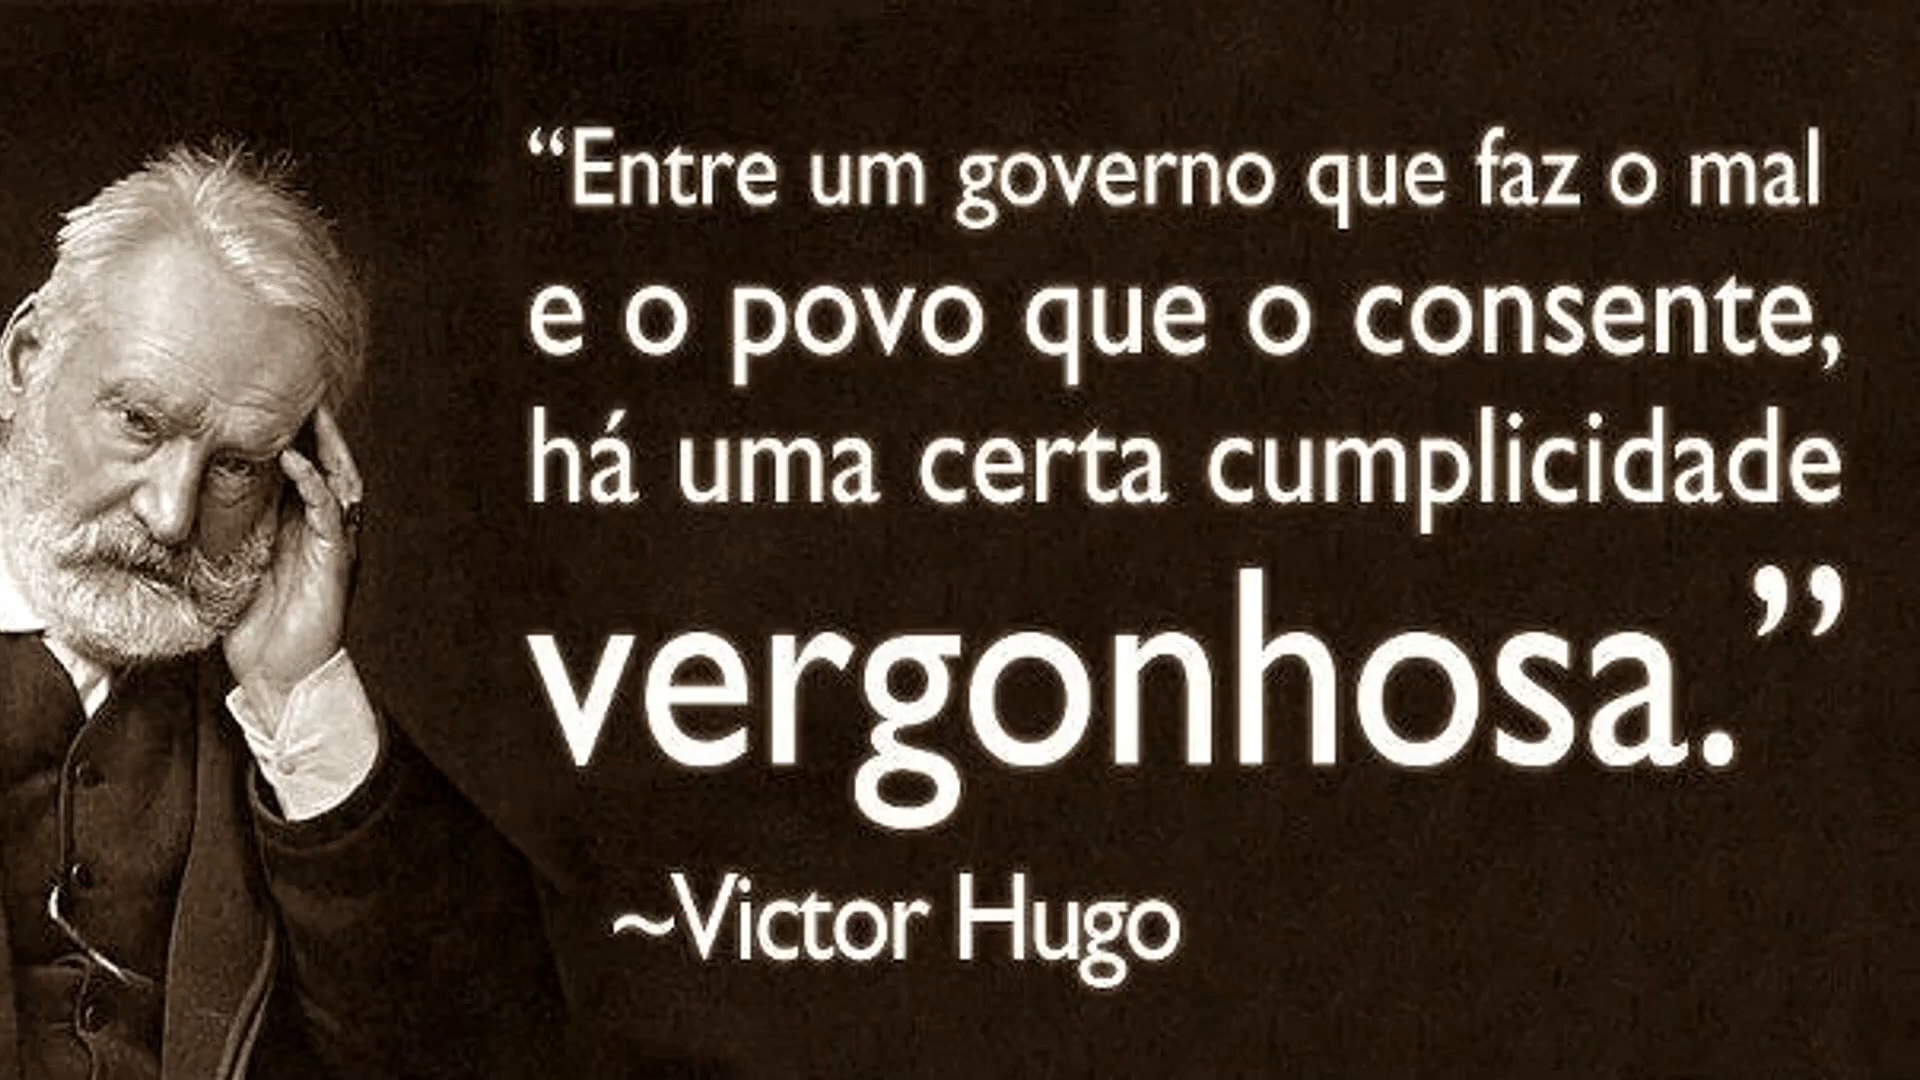 “Entre um governo que faz o mal
e o povo que o consente,
há uma certa cumplicidade
vergonhosa.”
~Victor Hugo